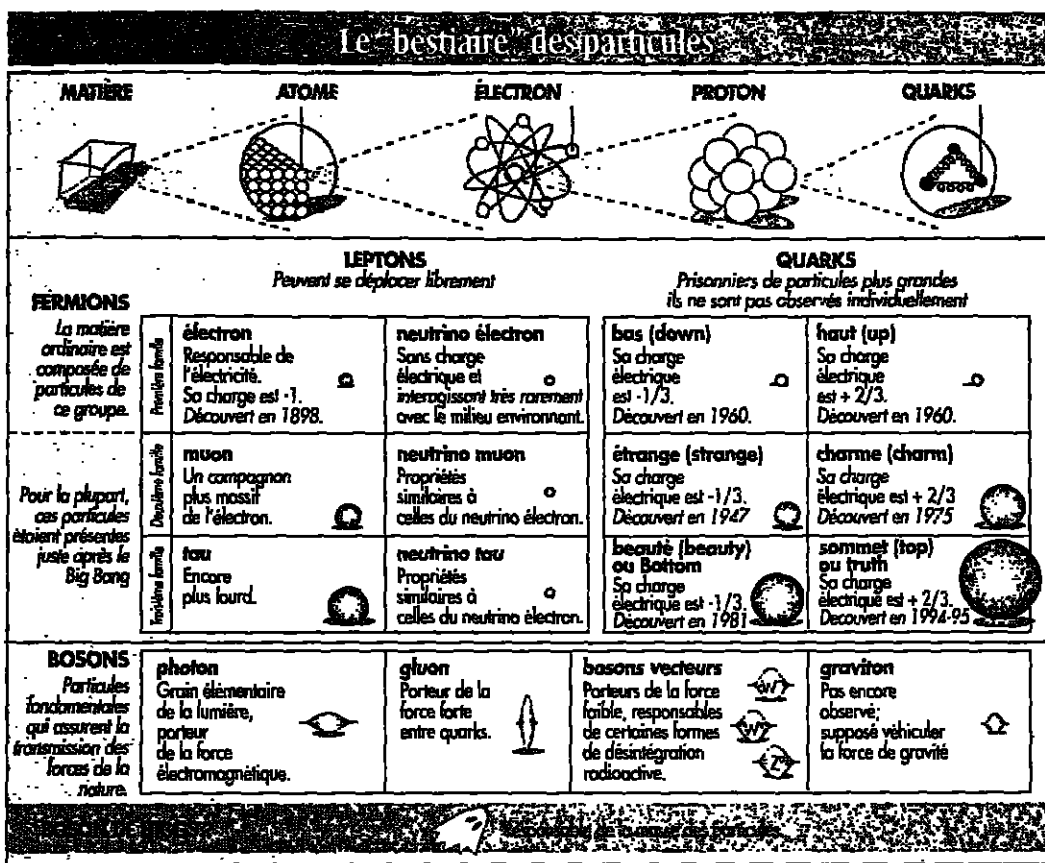 Le "bestiaire" des particules
MATIÈRE
ATOME
ÉLECTRON
PROTON
QUARKS
LEPTONS
Peuvent se déplacer librement
QUARKS
Prisonniers de particules plus grandes
ils ne sont pas observés individuellement
FERMIONS
La matière
ordinaire est
composée de
particules de
ce groupe.
Première famille
électron
Responsable de
l'électricité.
Sa charge est -1.
Découvert en 1898.
neutrino électron
Sans charge
électrique et
interagissant très rarement
avec le milieu environnant.
bas (down)
Sa charge
électrique
est -1/3.
Découvert en 1960.
haut (up)
Sa charge
électrique
est + 2/3.
Découvert en 1960.
Pour la plupart,
ces particules
étaient présentes
juste après le
Big Bang
Deuxième famille
muon
Un compagnon
plus massif
de l'électron.
neutrino muon
Propriétés
similaires à
celles du neutrino électron.
étrange (strange)
Sa charge
électrique est -1/3.
Découvert en 1947
charme (charm)
Sa charge
électrique est + 2/3
Découvert en 1975
Troisième famille
tau
Encore
plus lourd.
neutrino tau
Propriétés
similaires à
celles du neutrino électron.
beauté (beauty)
ou Bottom
Sa charge
électrique est -1/3.
Découvert en 1981
sommet (top)
ou truth
Sa charge
électrique est + 2/3.
Découvert en 1994-95
BOSONS
Particules
fondamentales
qui assurent la
transmission des
forces de la
nature.
photon
Grain élémentaire
de la lumière,
porteur
de la force
électromagnétique.
gluon
Porteur de la
force forte
entre quarks.
bosons vecteurs
Porteurs de la force
faible, responsables
de certaines formes
de désintégration
radioactive.
W
W
Z°
graviton
Pas encore
observé;
supposé véhiculer
la force de gravité
Responsable de la masse des particules